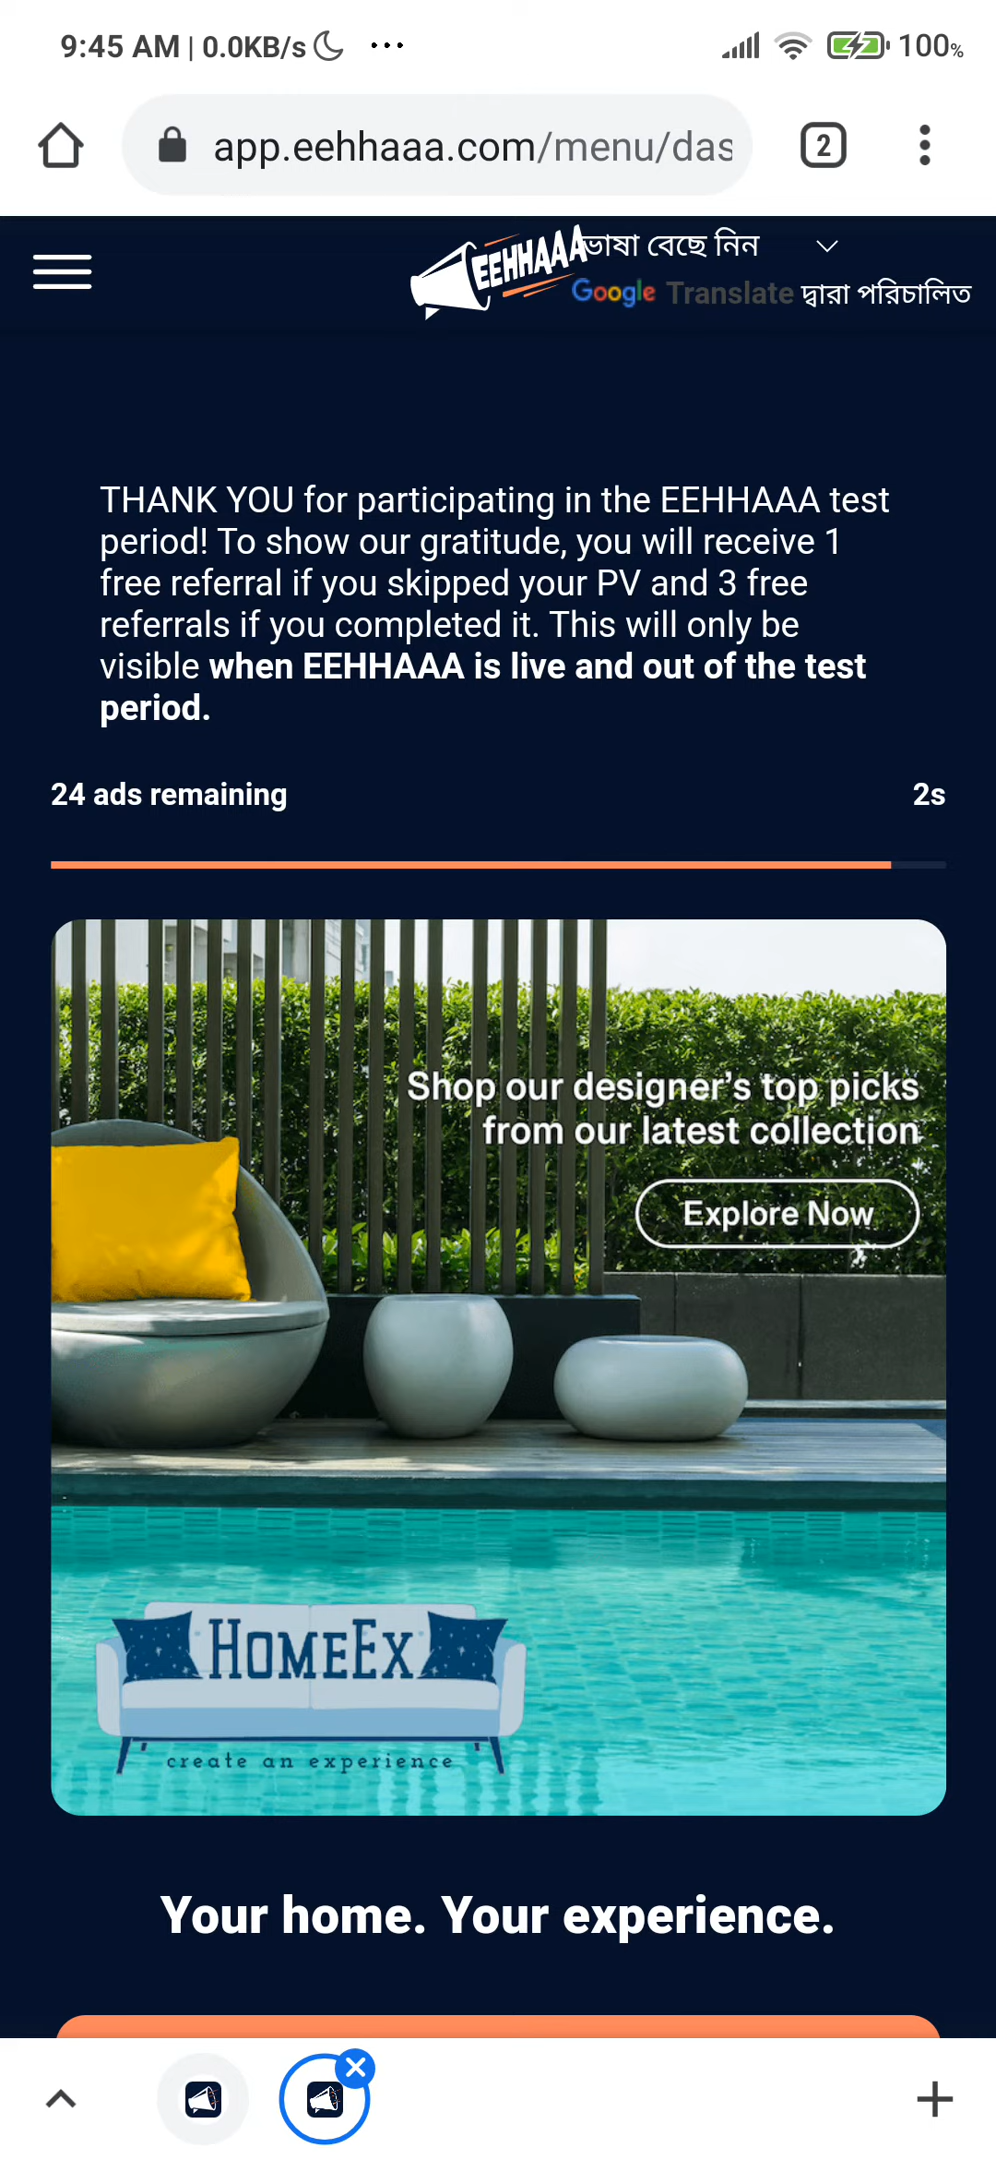 9:45 AM | 0.0KB/s ... 100%
app.eehhaaa.com/menu/das
2
EEHHAAA
ভাষা বেছে নিন
Google Translate দ্বারা পরিচালিত
THANK YOU for participating in the EEHHAAA test
period! To show our gratitude, you will receive 1
free referral if you skipped your PV and 3 free
referrals if you completed it. This will only be
visible when EEHHAAA is live and out of the test
period.
24 ads remaining 2s
Shop our designer's top picks
from our latest collection
Explore Now
HOMEEX
create an experience
Your home. Your experience.